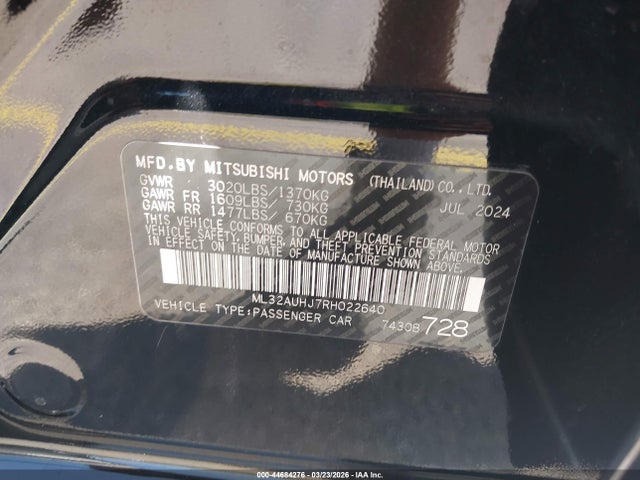 MFD.BY MITSUBISHI MOTORS (THAILAND) CO.,LTD.
GVWR 3020LBS/1370KG JUL 2024
GAWR FR 1609LBS/ 730KG
GAWR RR 1477LBS/ 670KG
THIS VEHICLE CONFORMS TO ALL APPLICABLE FEDERAL MOTOR
VEHICLE SAFETY,BUMPER,AND THEFT PREVENTION STANDARDS
IN EFFECT ON THE DATE OF MANUFACTURE SHOWN ABOVE.
ML32AUHJ7RH022640
VEHICLE TYPE:PASSENGER CAR 74308 728
000-44684276 - 03/23/2026 - IAA Inc.